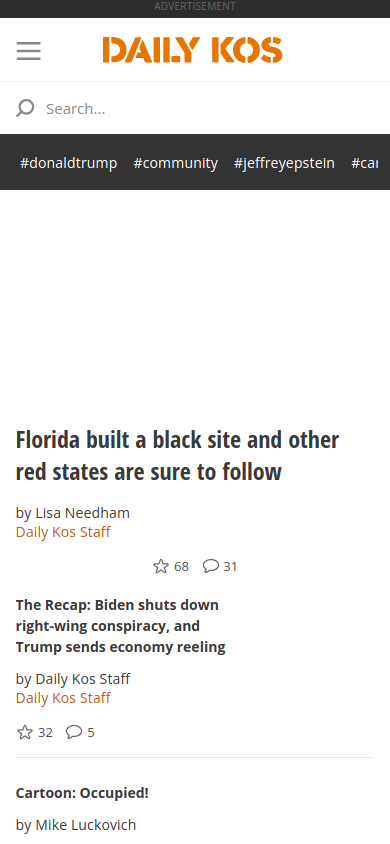 ADVERTISEMENT
DAILY KOS
Search...
#donaldtrump #community #jeffreyepstein #car
Florida built a black site and other
red states are sure to follow
by Lisa Needham
Daily Kos Staff
68 31
The Recap: Biden shuts down
right-wing conspiracy, and
Trump sends economy reeling
by Daily Kos Staff
Daily Kos Staff
32 5
Cartoon: Occupied!
by Mike Luckovich